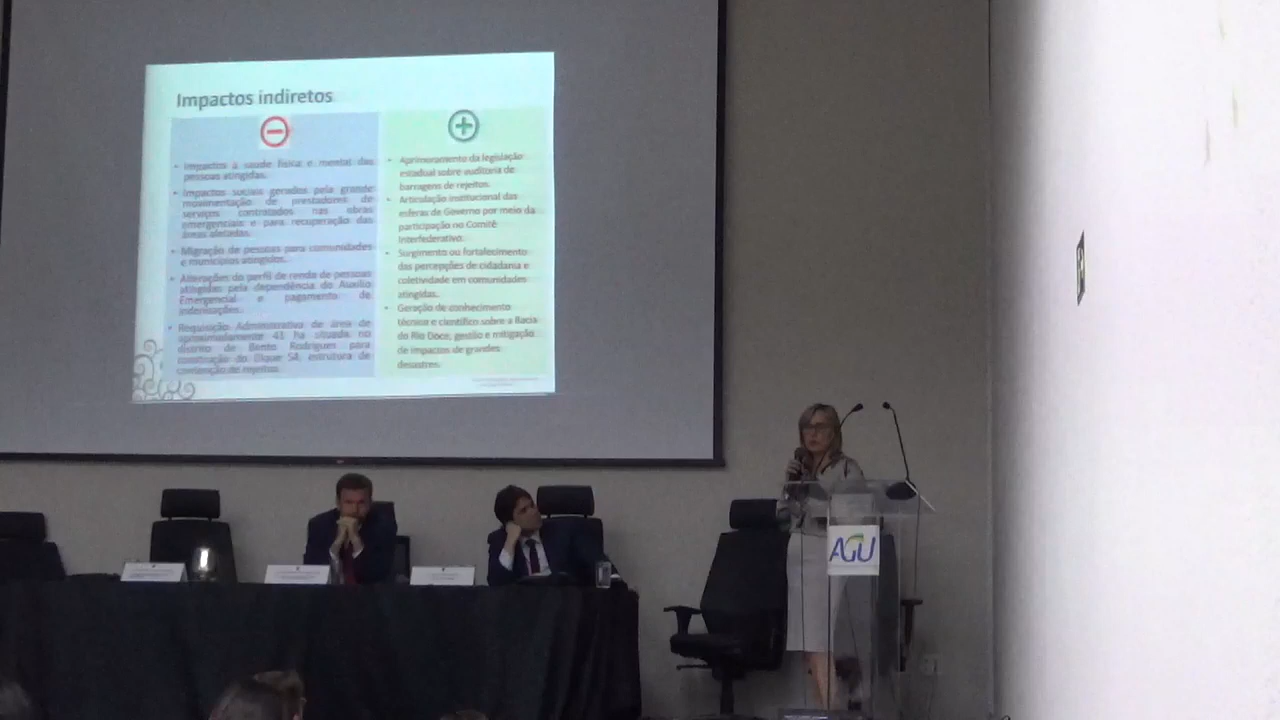 Impactos indiretos
• Impactos à saúde física e mental das
pessoas atingidas.
• Impactos sociais gerados pela grande
movimentação de prestadores de
serviços contratados nas obras
emergenciais e para recuperação das
áreas afetadas.
• Migração de pessoas para comunidades
e municípios atingidos.
• Alterações do perfil de renda de pessoas
atingidas pela dependência do Auxílio
Emergencial e pagamento de
indenizações.
• Requisição Administrativa de área de
aproximadamente 43 ha situada no
distrito de Bento Rodrigues para
construção do Dique S4, estrutura de
contenção de rejeitos.
• Aprimoramento da legislação
estadual sobre auditoria de
barragens de rejeitos.
• Articulação institucional das
esferas de Governo por meio da
participação no Comitê
Interfederativo.
• Surgimento ou fortalecimento
das percepções de cidadania e
coletividade em comunidades
atingidas.
• Geração de conhecimento
técnico e científico sobre a Bacia
do Rio Doce, gestão e mitigação
de impactos de grandes
desastres.
AGU